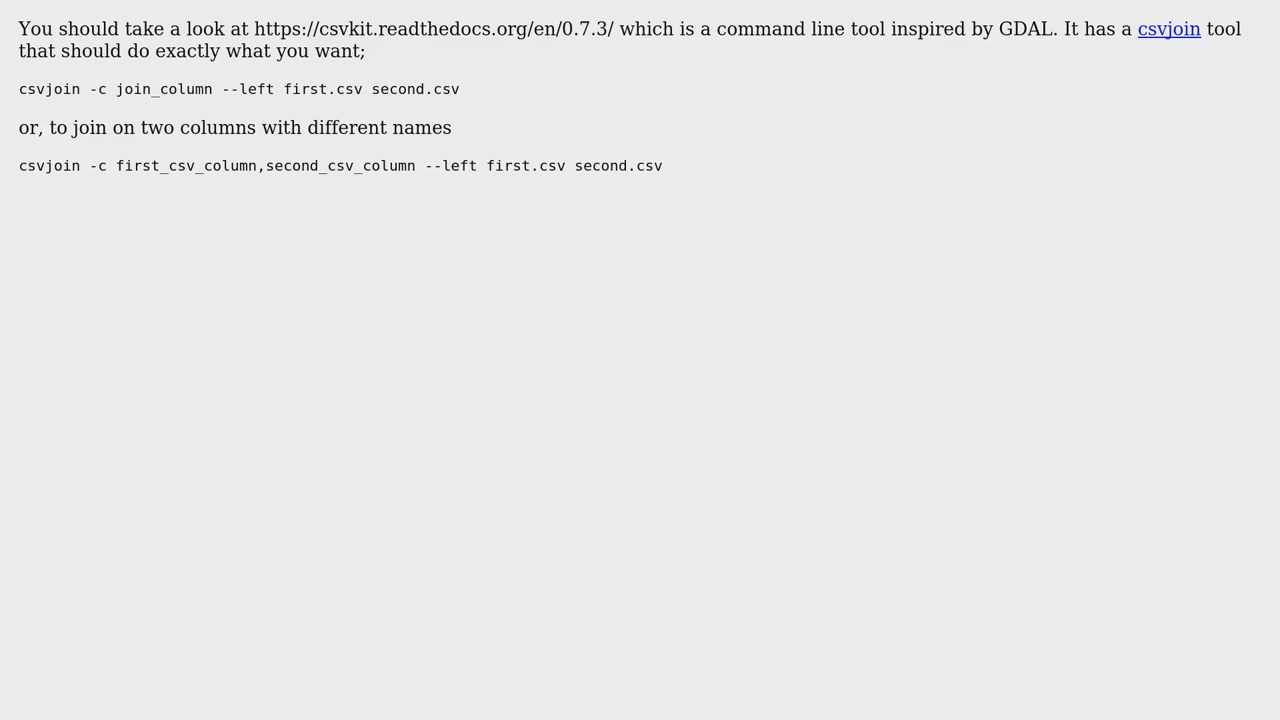 You should take a look at https://csvkit.readthedocs.org/en/0.7.3/ which is a command line tool inspired by GDAL. It has a csvjoin tool
that should do exactly what you want;
csvjoin -c join_column --left first.csv second.csv
or, to join on two columns with different names
csvjoin -c first_csv_column,second_csv_column --left first.csv second.csv